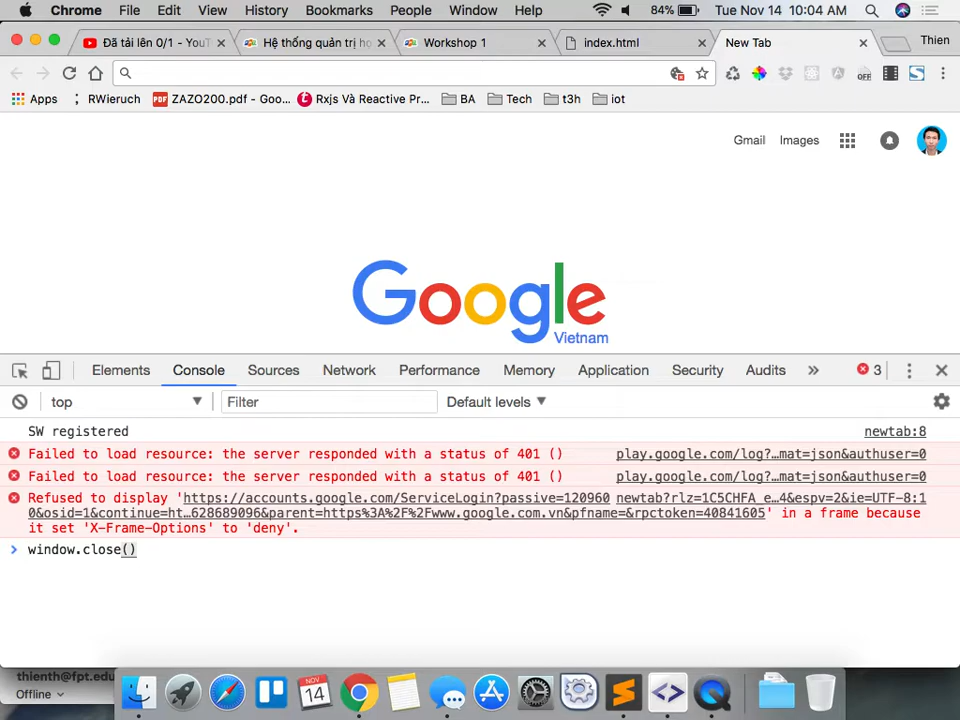 Chrome File Edit View History Bookmarks People Window Help 84% Tue Nov 14 10:04 AM
Đã tải lên 0/1 - YouT Hệ thống quản trị họ Workshop 1 index.html New Tab Thien
OFF
Apps RWieruch ZAZO200.pdf - Goo... Rxjs Và Reactive Pr... BA Tech t3h iot
Gmail Images
Google
Vietnam
Elements Console Sources Network Performance Memory Application Security Audits » 3
top Filter Default levels
SW registered newtab:8
Failed to load resource: the server responded with a status of 401 () play.google.com/log?…mat=json&authuser=0
Failed to load resource: the server responded with a status of 401 () play.google.com/log?…mat=json&authuser=0
Refused to display 'https://accounts.google.com/ServiceLogin?passive=120960 newtab?rlz=1C5CHFA_e…4&espv=2&ie=UTF-8:1
0&osid=1&continue=ht…628689096&parent=https%3A%2F%2Fwww.google.com.vn&pfname=&rpctoken=40841605' in a frame because
it set 'X-Frame-Options' to 'deny'.
> window.close()
thienth@fpt.edu
Offline
NOV
14